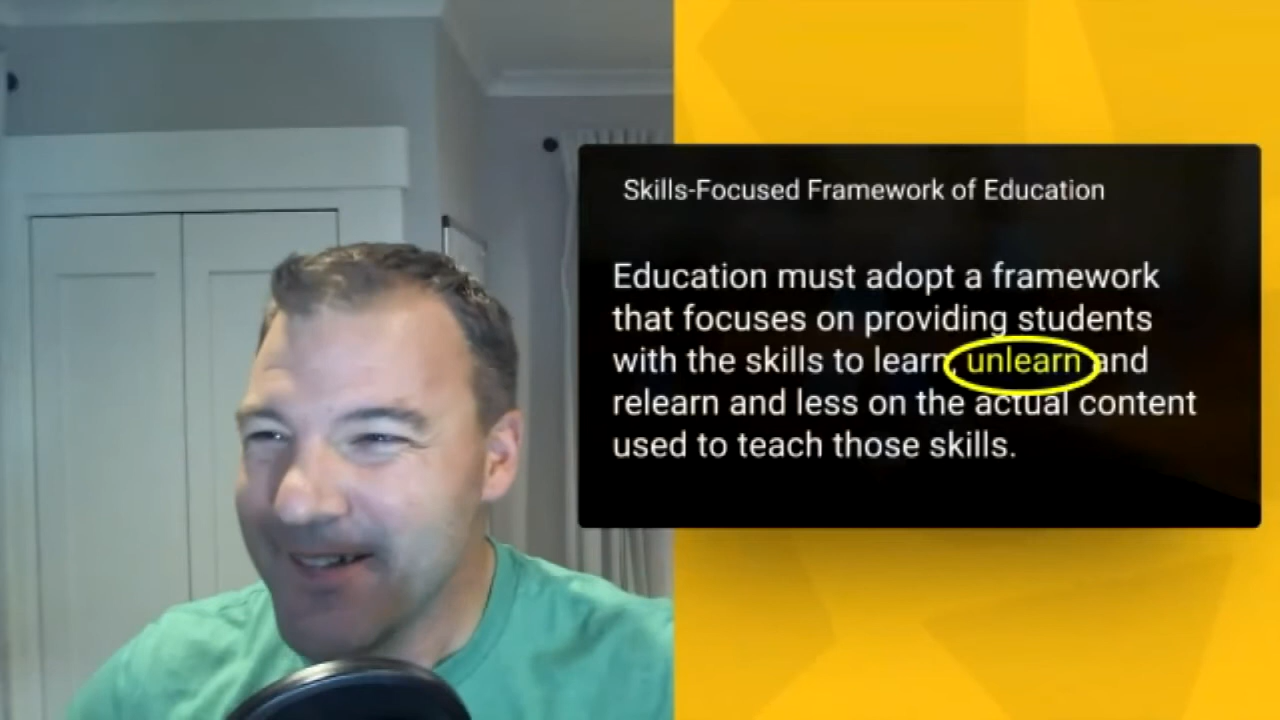 Skills-Focused Framework of Education
Education must adopt a framework
that focuses on providing students
with the skills to learn, unlearn and
relearn and less on the actual content
used to teach those skills.